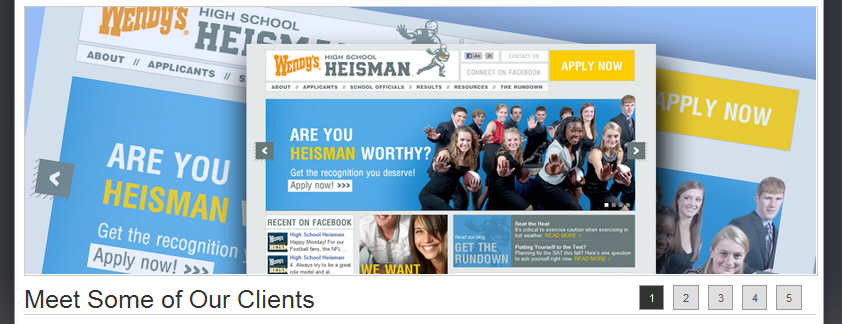 WENDY'S
HIGH SCHOOL
HEISMAN
ABOUT // APPLICANTS // S
ARE YOU
HEISMAN
Get the recognition
Apply now! >>>
WENDY'S HIGH SCHOOL
HEISMAN
Like
CONTACT US
CONNECT ON FACEBOOK
APPLY NOW
ABOUT // APPLICANTS // SCHOOL OFFICIALS // RESULTS // RESOURCES // THE RUNDOWN
ARE YOU
HEISMAN WORTHY?
Get the recognition you deserve!
Apply now! >>>
RECENT ON FACEBOOK
High School Heisman
Happy Monday! For our
Football fans, the NFL ...
High School Heisman
4. Always try to be a great
role model and al...
WE WANT
Read our blog
GET THE
RUNDOWN
Beat the Heat
It's critical to exercise caution when exercising in
hot weather. READ MORE >
Putting Yourself to the Test?
Planning for the SAT this fall? Here's one question
to ask yourself right now. READ MORE >
APPLY NOW
Meet Some of Our Clients
1 2 3 4 5